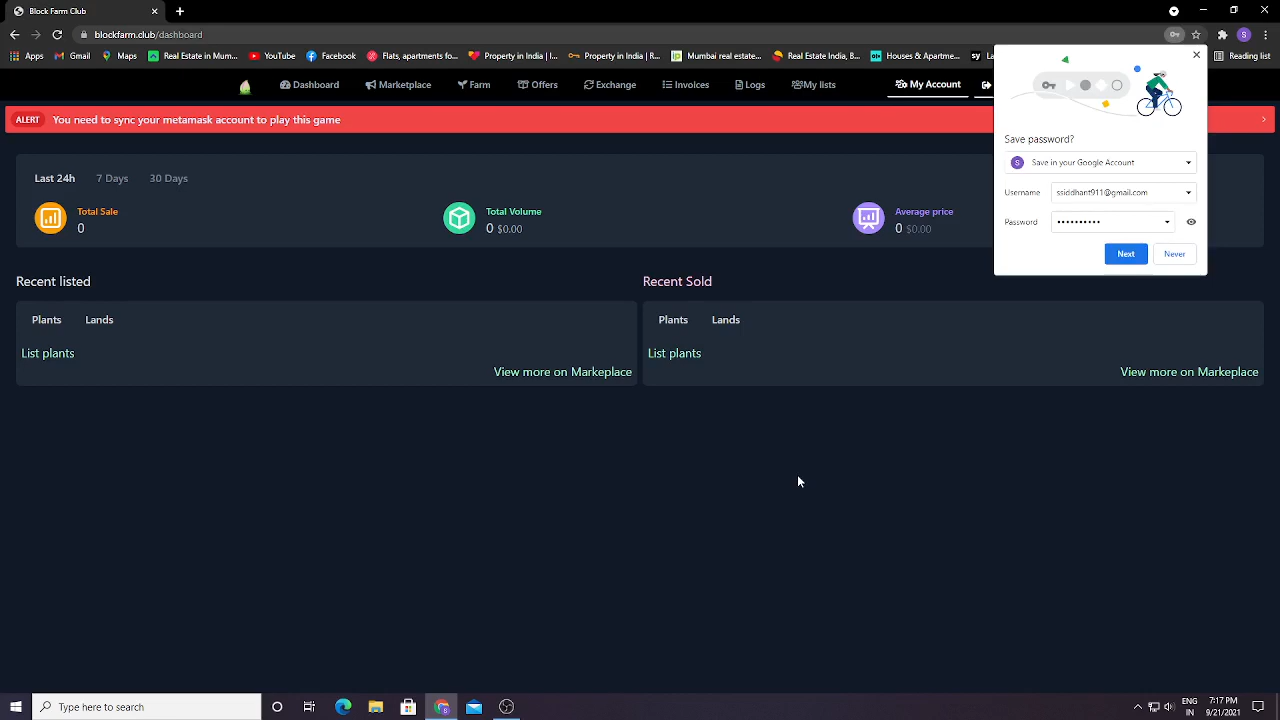 Block Farm Club
blockfarm.club/dashboard
Apps Gmail Maps Real Estate in Mum... YouTube Facebook Flats, apartments fo... Property in India | l... Property in India | R... Mumbai real estate... Real Estate India, B... Houses & Apartme... Reading list
Dashboard Marketplace Farm Offers Exchange Invoices Logs My lists My Account
ALERT You need to sync your metamask account to play this game
Save password?
Save in your Google Account
Username ssiddhant911@gmail.com
Password ••••••••••
Next Never
Last 24h 7 Days 30 Days
Total Sale
0
Total Volume
0 $0.00
Average price
0 $0.00
Recent listed
Plants Lands
List plants
View more on Markeplace
Recent Sold
Plants Lands
List plants
View more on Markeplace
Type here to search
ENG
IN
7:17 PM
9/21/2021